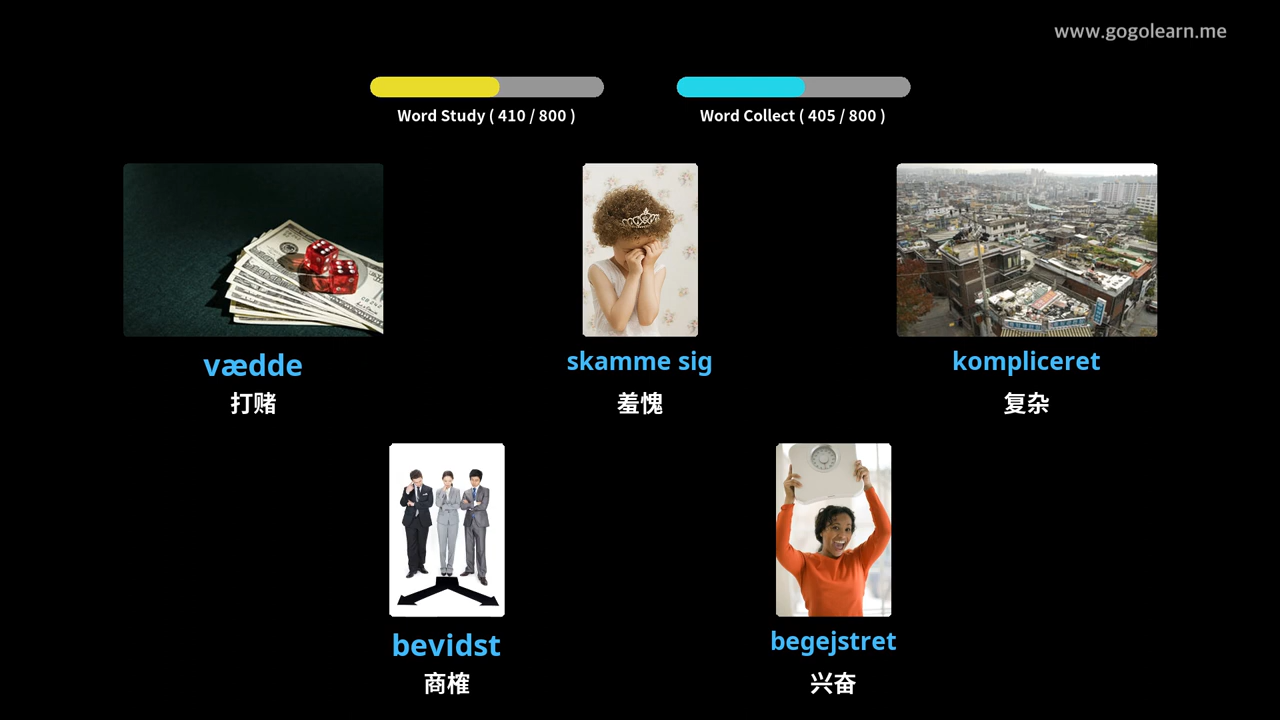 www.gogolearn.me
Word Study ( 410 / 800 )
Word Collect ( 405 / 800 )
vædde
skamme sig
kompliceret
打赌
羞愧
复杂
bevidst
begejstret
商榷
兴奋